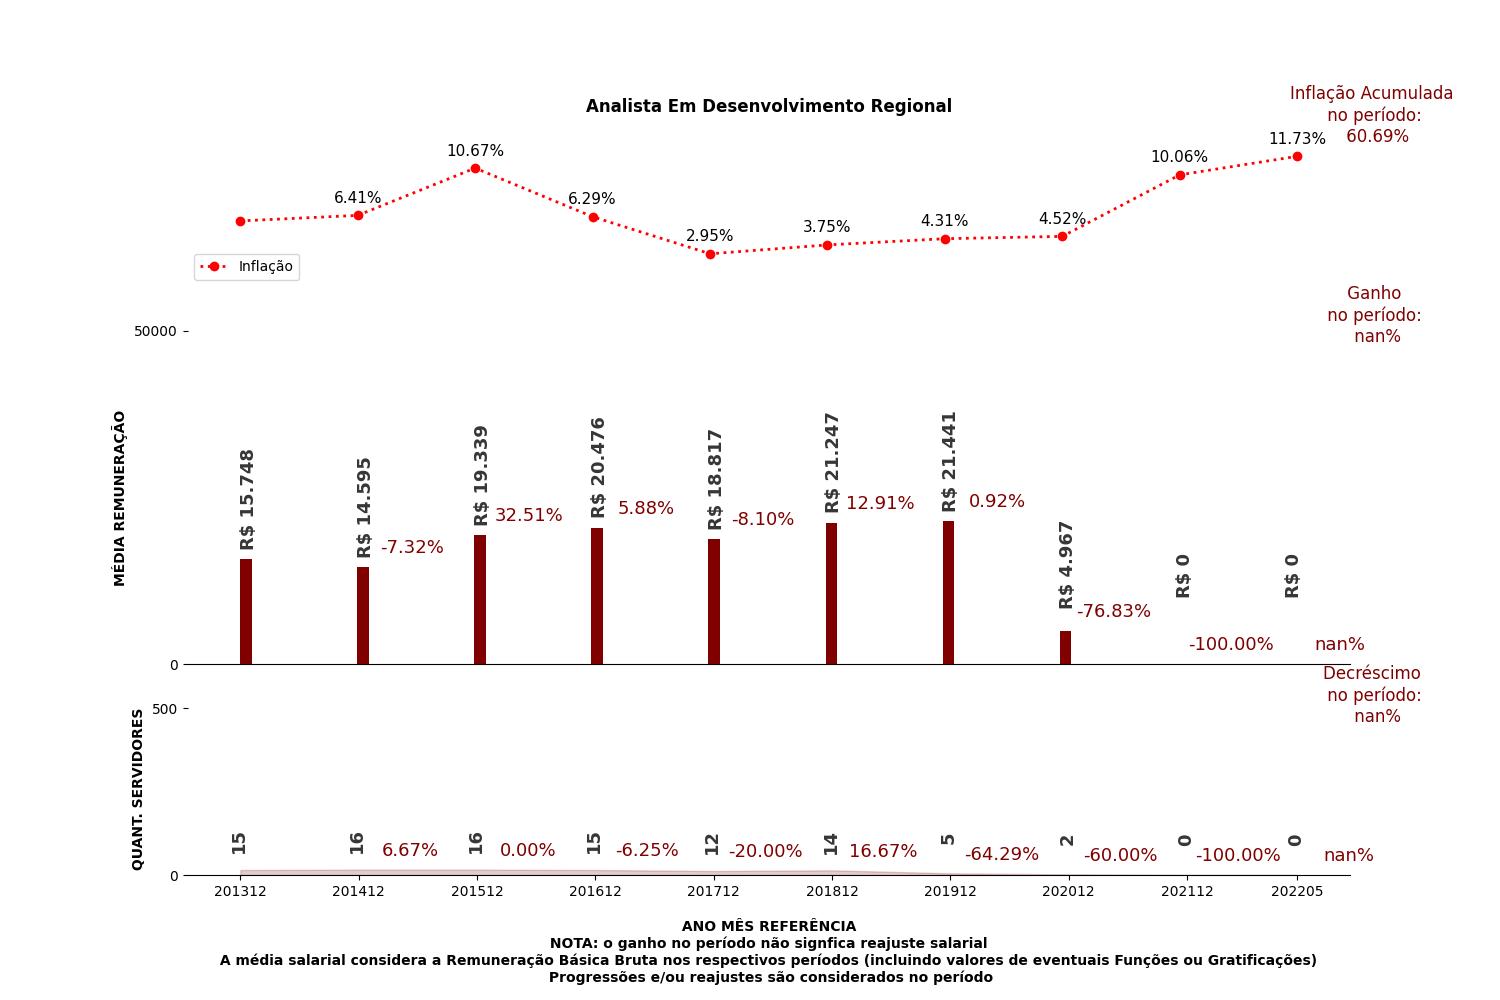 Analista Em Desenvolvimento Regional
Inflação Acumulada
no período:
60.69%
6.41%
10.67%
6.29%
2.95%
3.75%
4.31%
4.52%
10.06%
11.73%
Inflação
Ganho
no período:
nan%
50000
0
MÉDIA REMUNERAÇÃO
R$ 15.748
R$ 14.595
R$ 19.339
R$ 20.476
R$ 18.817
R$ 21.247
R$ 21.441
R$ 4.967
R$ 0
R$ 0
-7.32%
32.51%
5.88%
-8.10%
12.91%
0.92%
-76.83%
-100.00%
nan%
Decréscimo
no período:
nan%
500
0
QUANT. SERVIDORES
15
16
16
15
12
14
5
2
0
0
6.67%
0.00%
-6.25%
-20.00%
16.67%
-64.29%
-60.00%
-100.00%
nan%
201312
201412
201512
201612
201712
201812
201912
202012
202112
202205
ANO MÊS REFERÊNCIA
NOTA: o ganho no período não signfica reajuste salarial
A média salarial considera a Remuneração Básica Bruta nos respectivos períodos (incluindo valores de eventuais Funções ou Gratificações)
Progressões e/ou reajustes são considerados no período